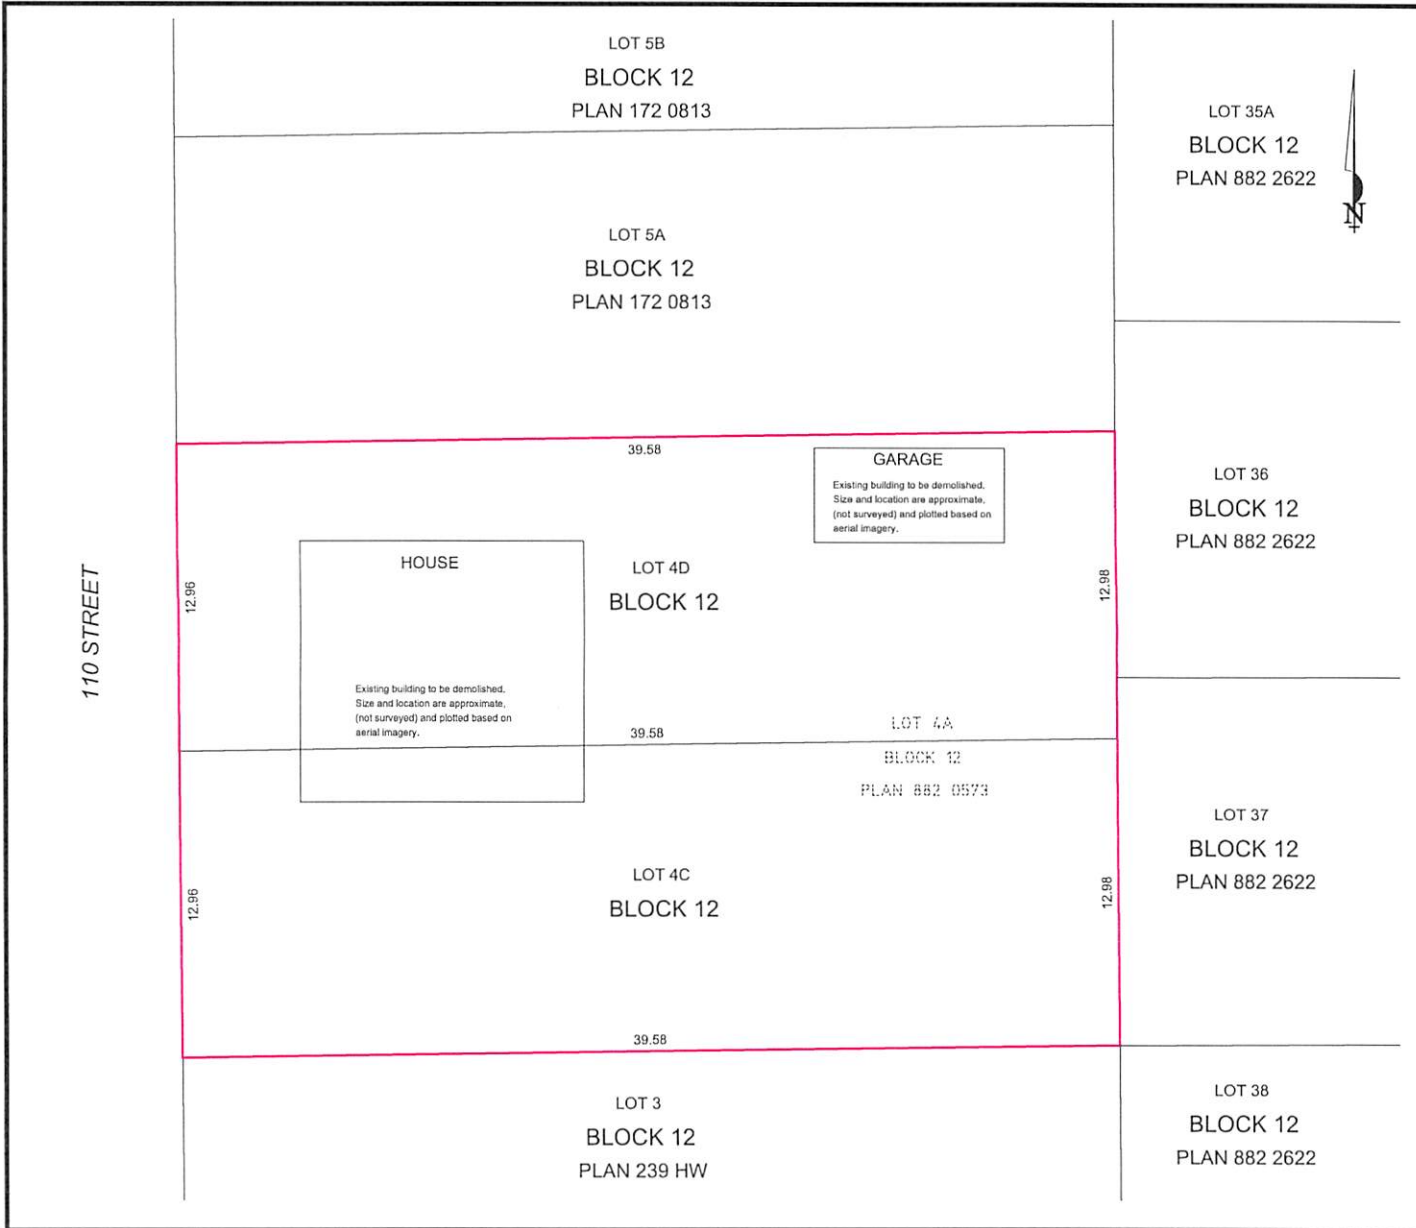 LOT 5B
BLOCK 12
PLAN 172 0813
LOT 35A
BLOCK 12
PLAN 882 2622
N
LOT 5A
BLOCK 12
PLAN 172 0813
39.58
GARAGE
Existing building to be demolished.
Size and location are approximate,
(not surveyed) and plotted based on
aerial imagery.
LOT 36
BLOCK 12
PLAN 882 2622
110 STREET
12.96
HOUSE
Existing building to be demolished.
Size and location are approximate,
(not surveyed) and plotted based on
aerial imagery.
LOT 4D
BLOCK 12
12.98
39.58
LOT 4A
BLOCK 12
PLAN 882 0573
12.96
LOT 4C
BLOCK 12
12.98
LOT 37
BLOCK 12
PLAN 882 2622
39.58
LOT 3
BLOCK 12
PLAN 239 HW
LOT 38
BLOCK 12
PLAN 882 2622